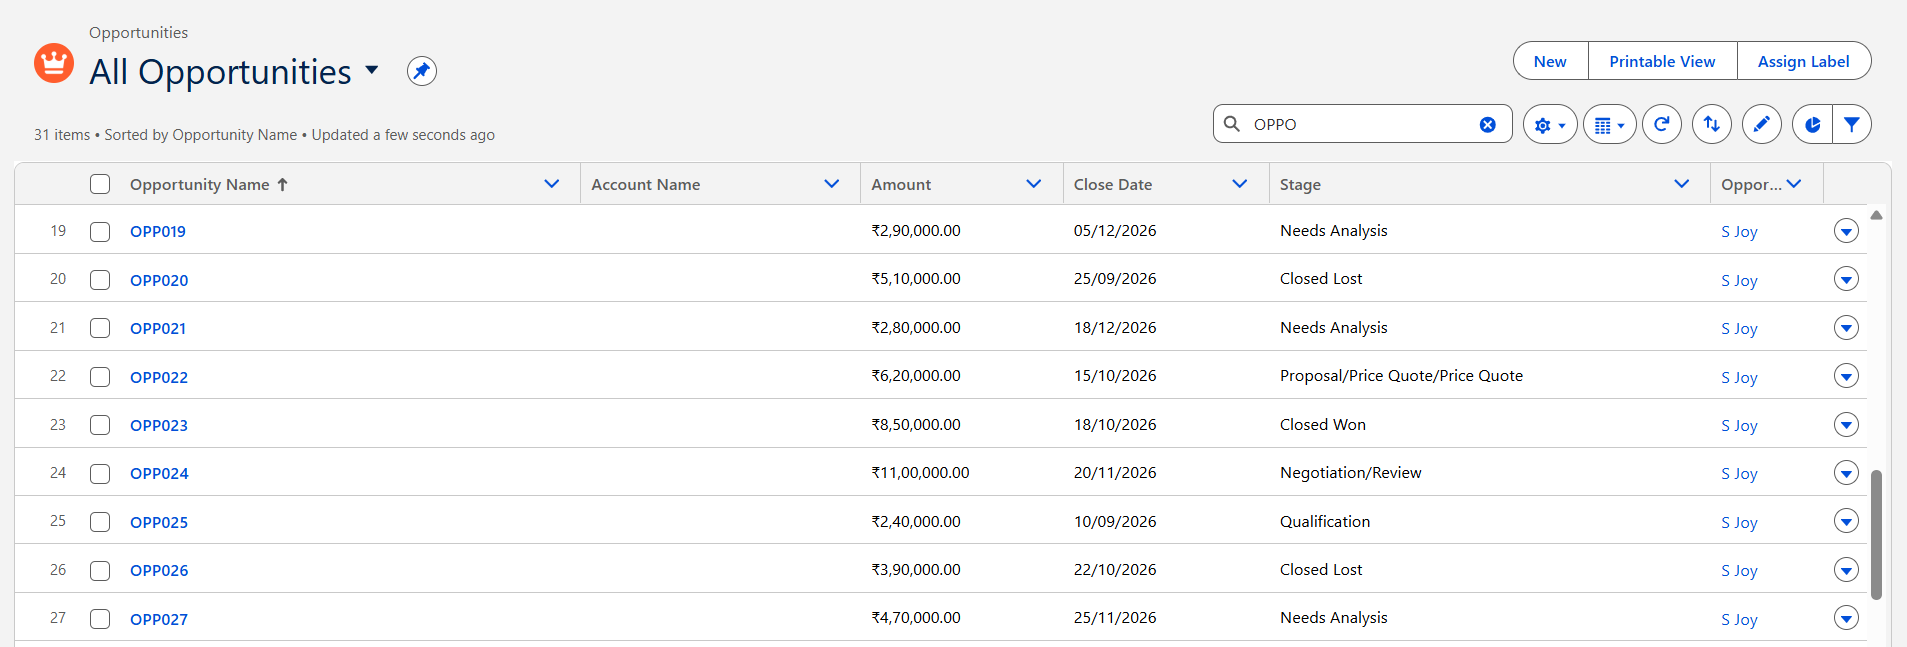 Opportunities
All Opportunities
New Printable View Assign Label
31 items • Sorted by Opportunity Name • Updated a few seconds ago
OPPO
Opportunity Name Account Name Amount Close Date Stage Oppor...
19 OPP019 ₹2,90,000.00 05/12/2026 Needs Analysis S Joy
20 OPP020 ₹5,10,000.00 25/09/2026 Closed Lost S Joy
21 OPP021 ₹2,80,000.00 18/12/2026 Needs Analysis S Joy
22 OPP022 ₹6,20,000.00 15/10/2026 Proposal/Price Quote/Price Quote S Joy
23 OPP023 ₹8,50,000.00 18/10/2026 Closed Won S Joy
24 OPP024 ₹11,00,000.00 20/11/2026 Negotiation/Review S Joy
25 OPP025 ₹2,40,000.00 10/09/2026 Qualification S Joy
26 OPP026 ₹3,90,000.00 22/10/2026 Closed Lost S Joy
27 OPP027 ₹4,70,000.00 25/11/2026 Needs Analysis S Joy